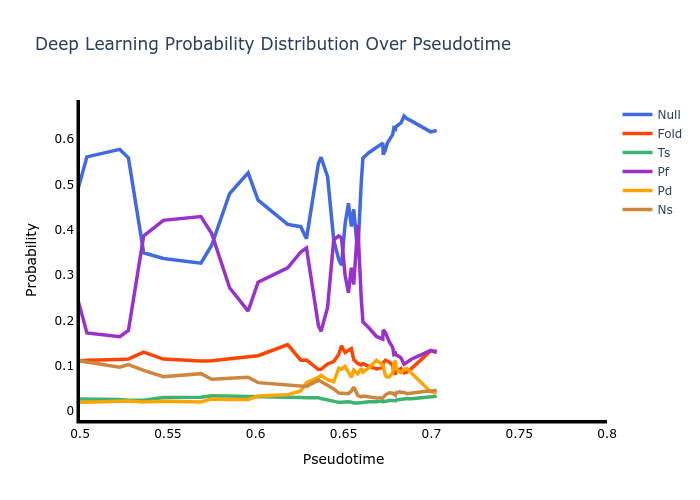 Deep Learning Probability Distribution Over Pseudotime
Null
Fold
Ts
Pf
Pd
Ns
Probability
0.6
0.5
0.4
0.3
0.2
0.1
0
0.5
0.55
0.6
0.65
0.7
0.75
0.8
Pseudotime